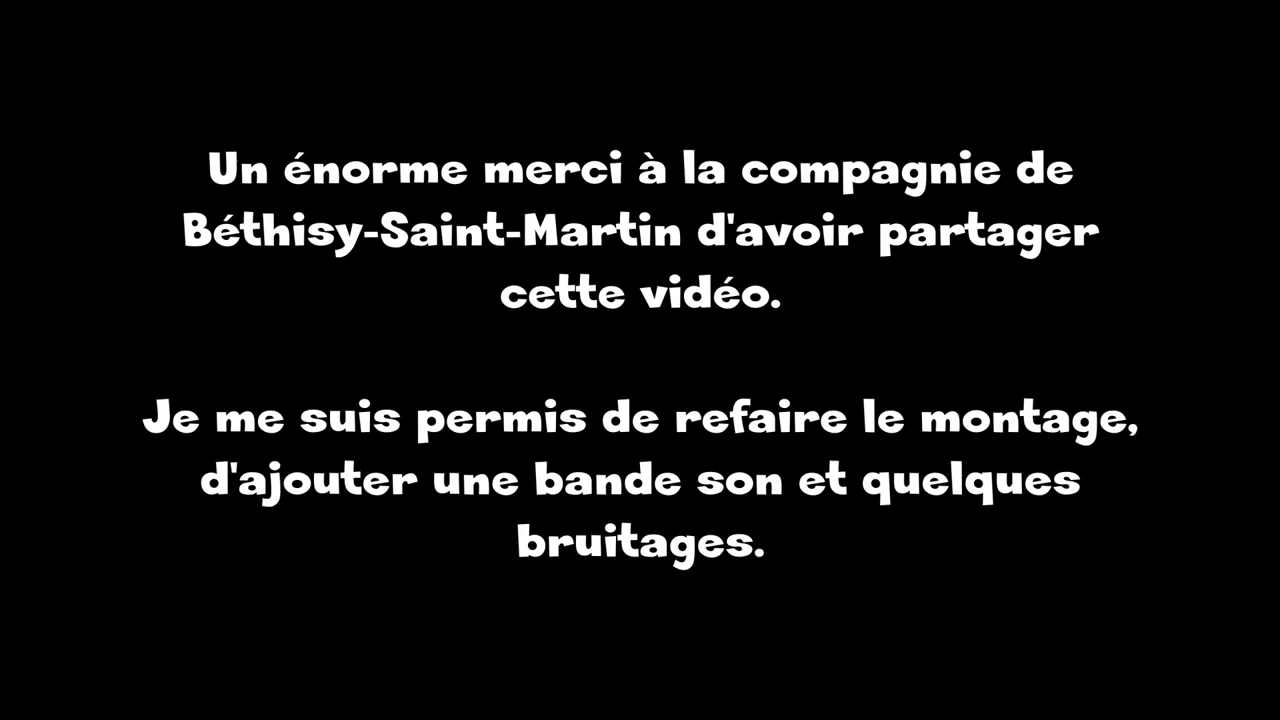 Un énorme merci à la compagnie de
Béthisy-Saint-Martin d'avoir partager
cette vidéo.
Je me suis permis de refaire le montage,
d'ajouter une bande son et quelques
bruitages.